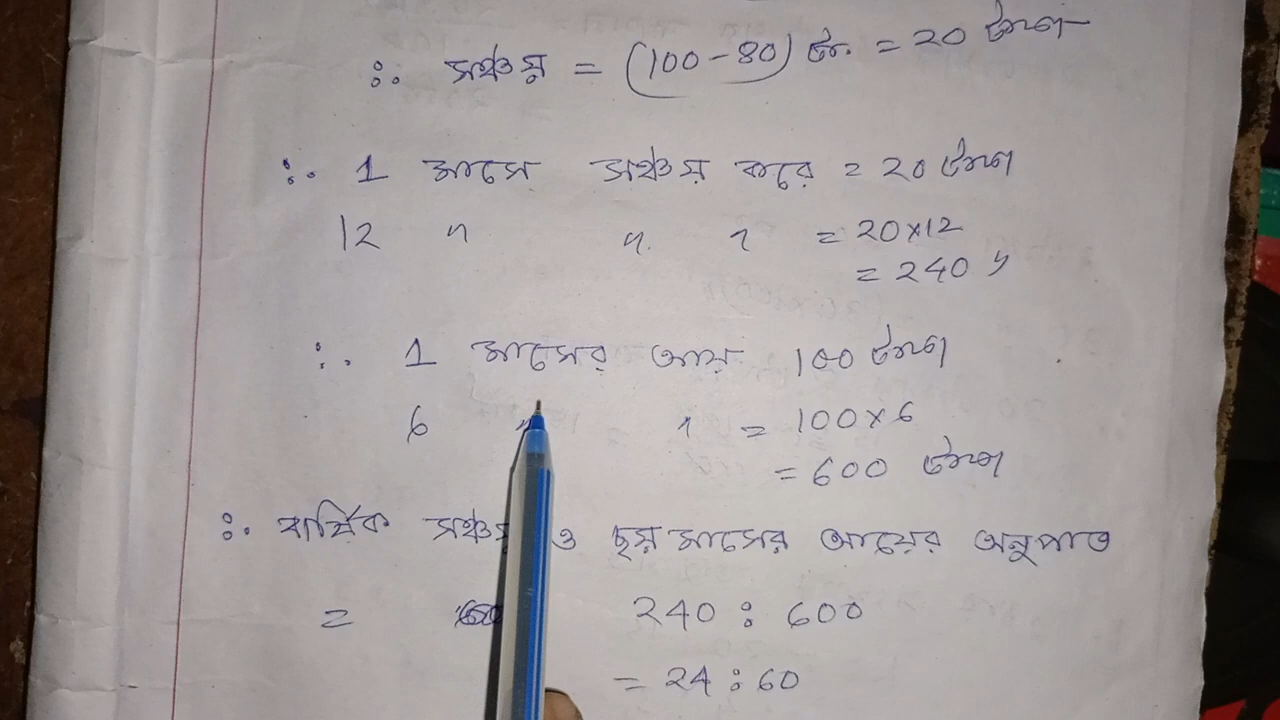 ∴ সঞ্চয় = (100-80) টা. = 20 টাকা
∴ 1 মাসে সঞ্চয় করে = 20 টাকা
12 " " " = 20×12
= 240 "
∴ 1 মাসের আয় 100 টাকা
6 " " = 100×6
= 600 টাকা
∴ বার্ষিক সঞ্চয় ও ছয় মাসের আয়ের অনুপাত
= 240 : 600
= 24 : 60